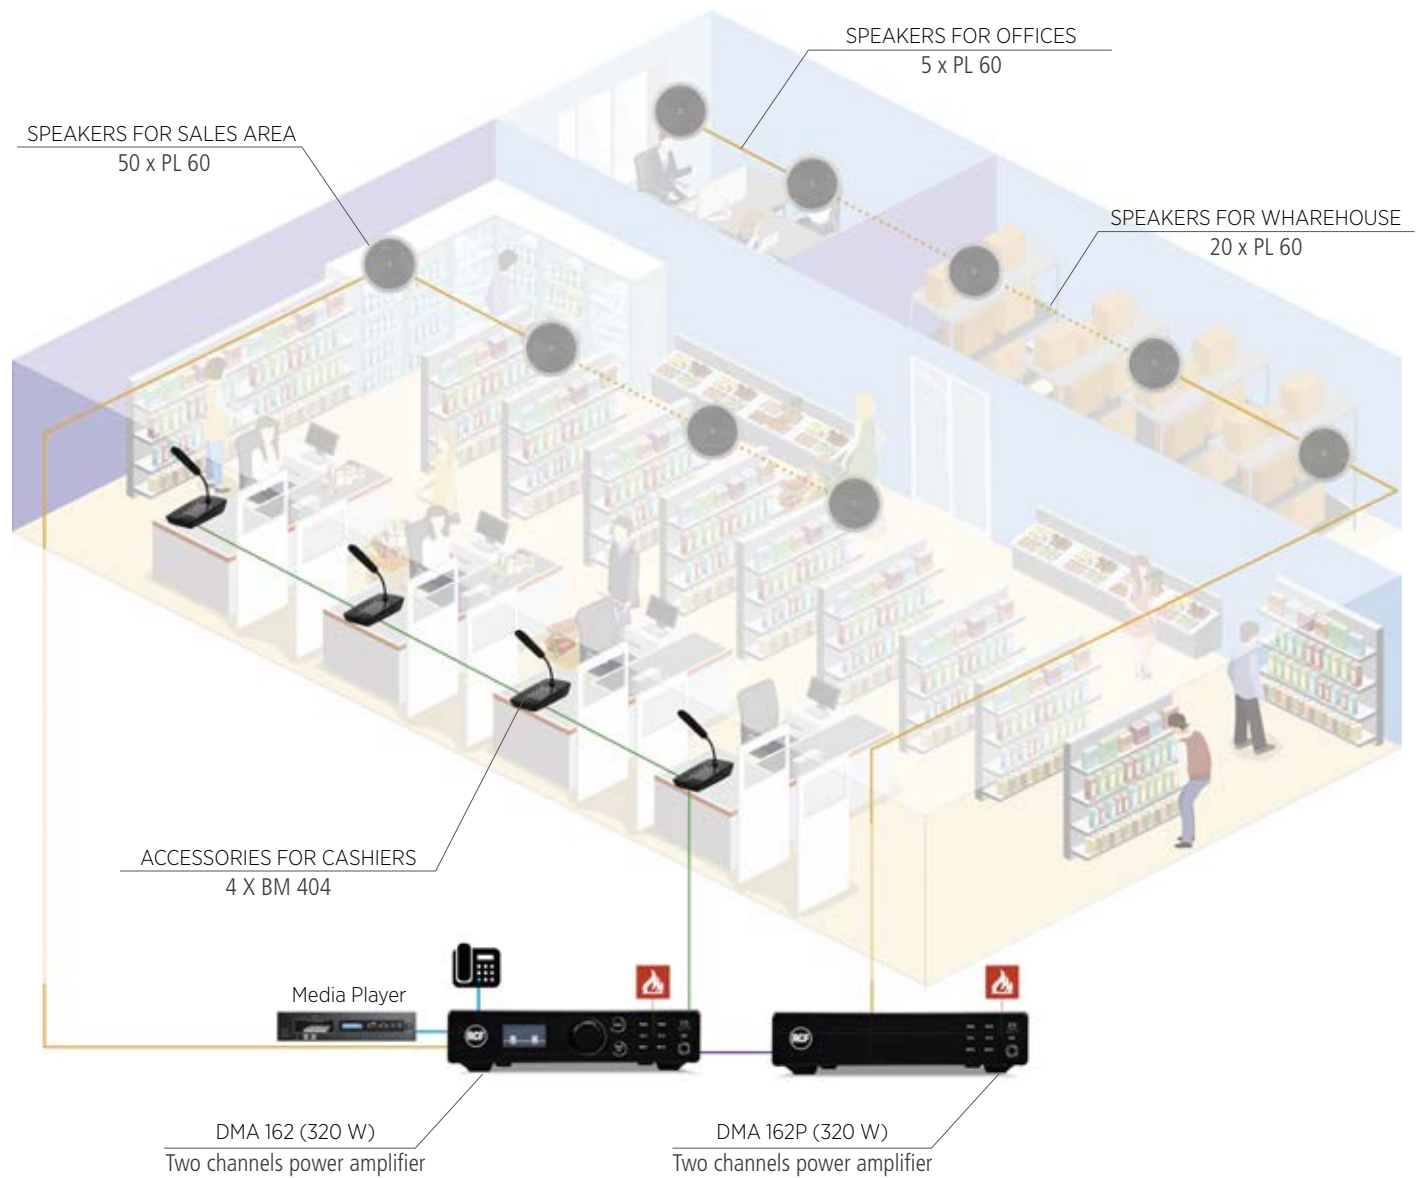 SPEAKERS FOR OFFICES
5 x PL 60
SPEAKERS FOR SALES AREA
50 x PL 60
SPEAKERS FOR WHAREHOUSE
20 x PL 60
ACCESSORIES FOR CASHIERS
4 X BM 404
Media Player
RCF
RCF
DMA 162 (320 W)
Two channels power amplifier
DMA 162P (320 W)
Two channels power amplifier